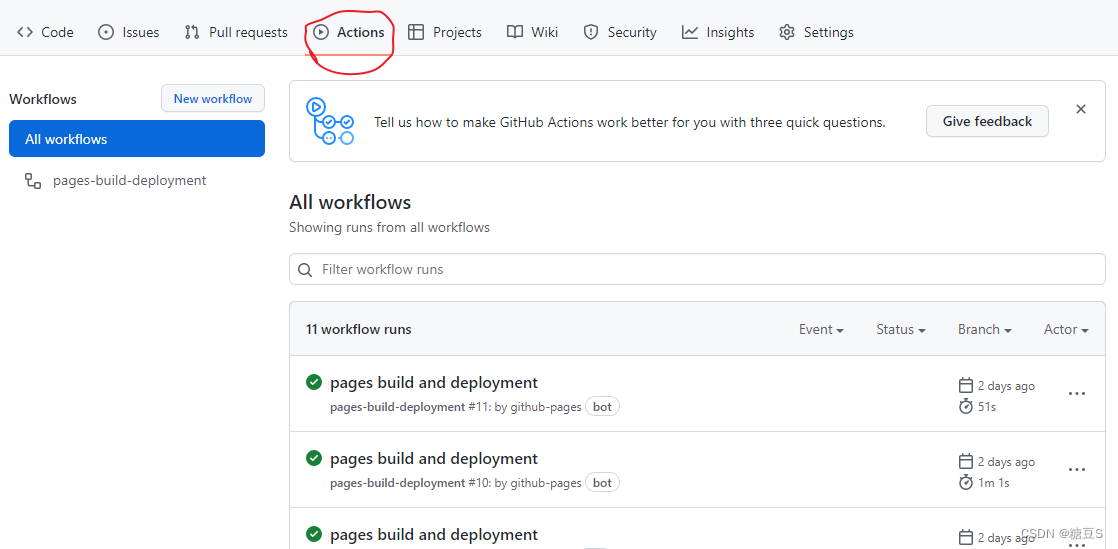 Code Issues Pull requests Actions Projects Wiki Security Insights Settings
Workflows
New workflow
All workflows
pages-build-deployment
Tell us how to make GitHub Actions work better for you with three quick questions.
Give feedback
All workflows
Showing runs from all workflows
Filter workflow runs
11 workflow runs Event Status Branch Actor
pages build and deployment
pages-build-deployment #11: by github-pages bot
2 days ago
51s
pages build and deployment
pages-build-deployment #10: by github-pages bot
2 days ago
1m 1s
pages build and deployment
2 days ago
CSDN @糖豆S